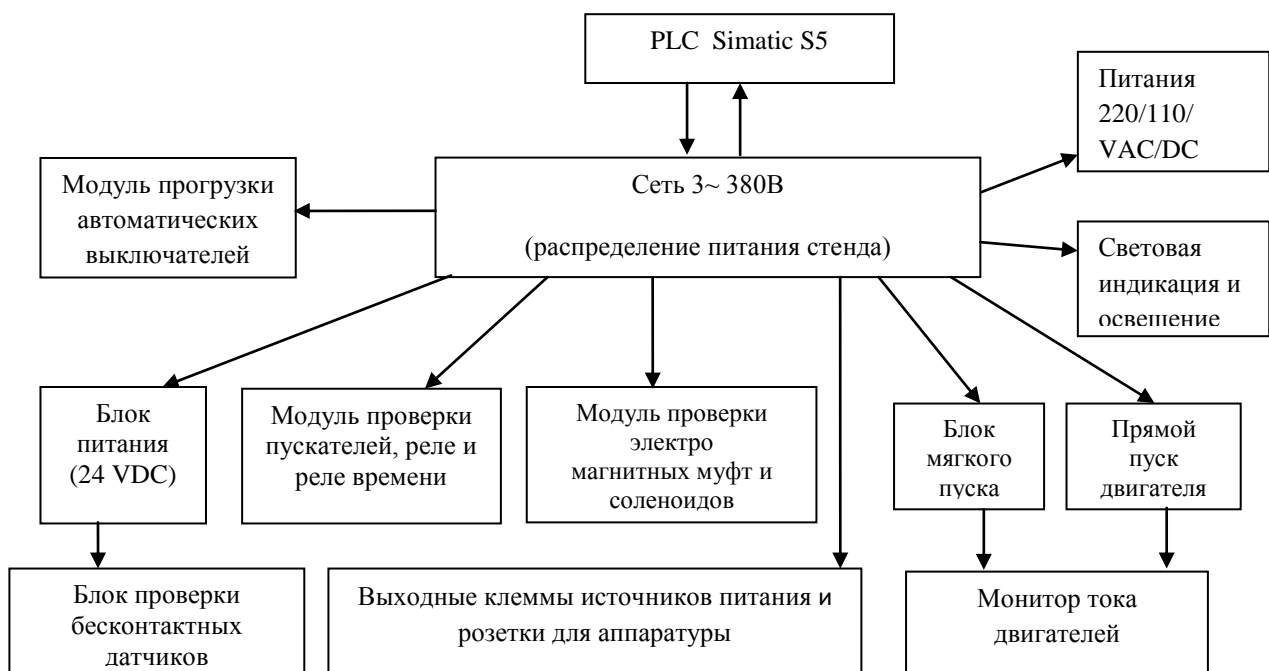 PLC Simatic S5
Питания
220/110/
VAC/DC
Сеть 3~ 380В
(распределение питания стенда)
Модуль прогрузки
автоматических
выключателей
Световая
индикация и
освещение
Блок
питания
(24 VDC)
Модуль проверки
пускателей, реле и
реле времени
Модуль проверки
электро
магнитных муфт и
соленоидов
Блок
мягкого
пуска
Прямой
пуск
двигателя
Блок проверки
бесконтактных
датчиков
Выходные клеммы источников питания и
розетки для аппаратуры
Монитор тока
двигателей